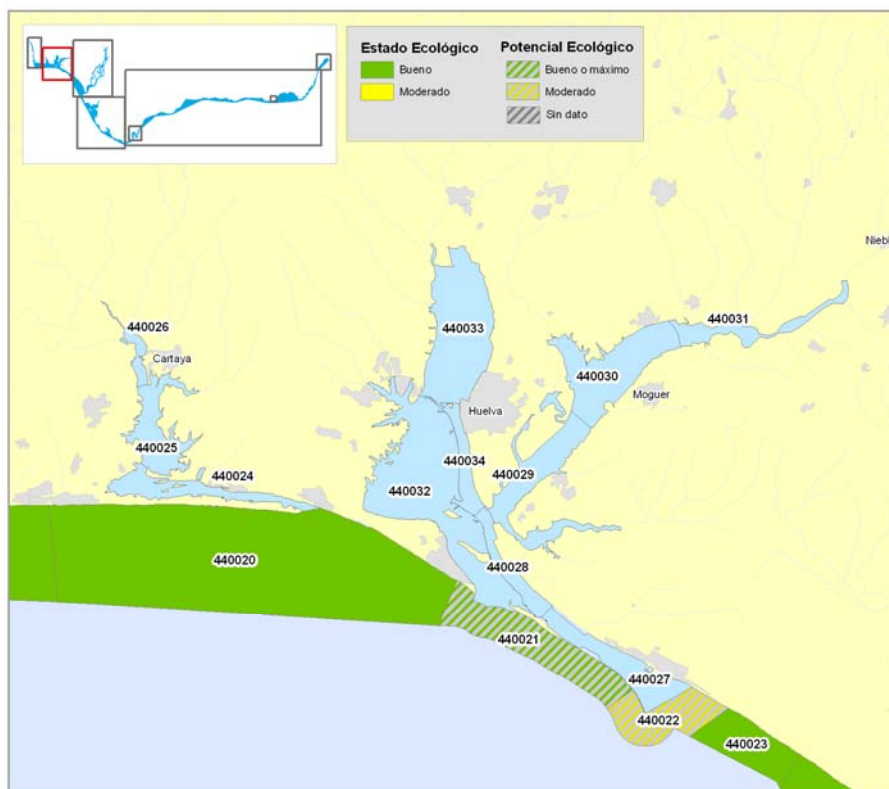 Estado Ecológico
Potencial Ecológico
Bueno
Bueno o máximo
Moderado
Moderado
Sin dato
Niebl
440026
440033
440031
Cartaya
440030
Moguer
Huelva
440025
440034
440029
440024
440032
440020
440028
440021
440027
440022
440023